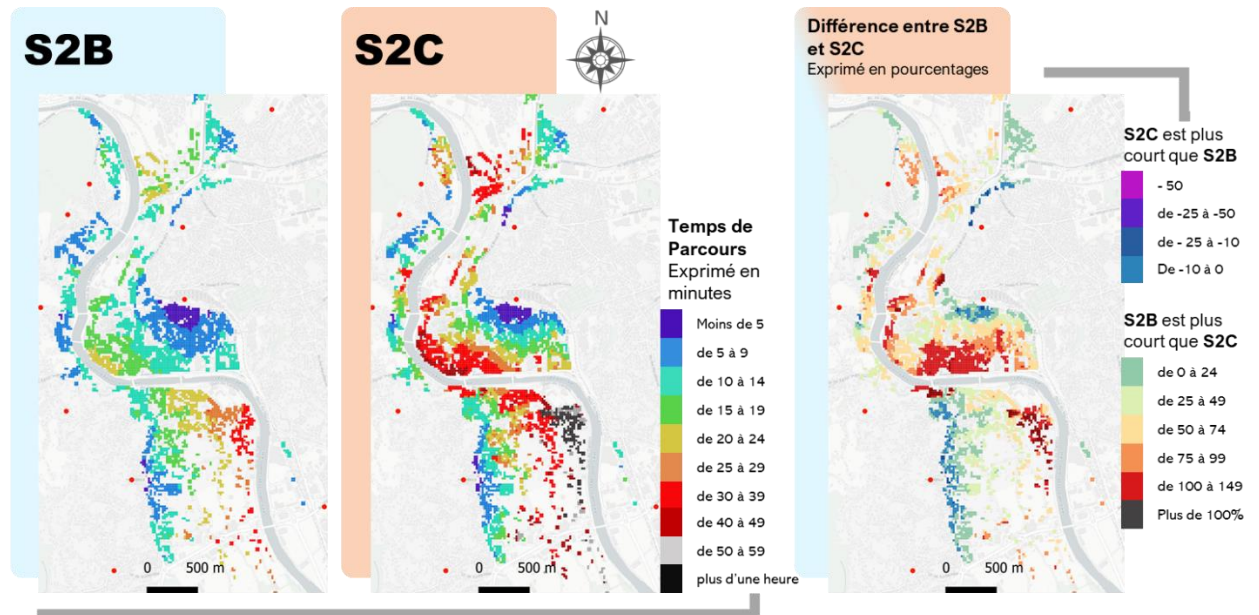 S2B
S2C
N
Différence entre S2B
et S2C
Exprimé en pourcentages
Temps de
Parcours
Exprimé en
minutes
Moins de 5
de 5 à 9
de 10 à 14
de 15 à 19
de 20 à 24
de 25 à 29
de 30 à 39
de 40 à 49
de 50 à 59
plus d'une heure
S2C est plus
court que S2B
- 50
de -25 à -50
de - 25 à -10
De -10 à 0
S2B est plus
court que S2C
de 0 à 24
de 25 à 49
de 50 à 74
de 75 à 99
de 100 à 149
Plus de 100%
0 500 m
0 500 m
0 500 m